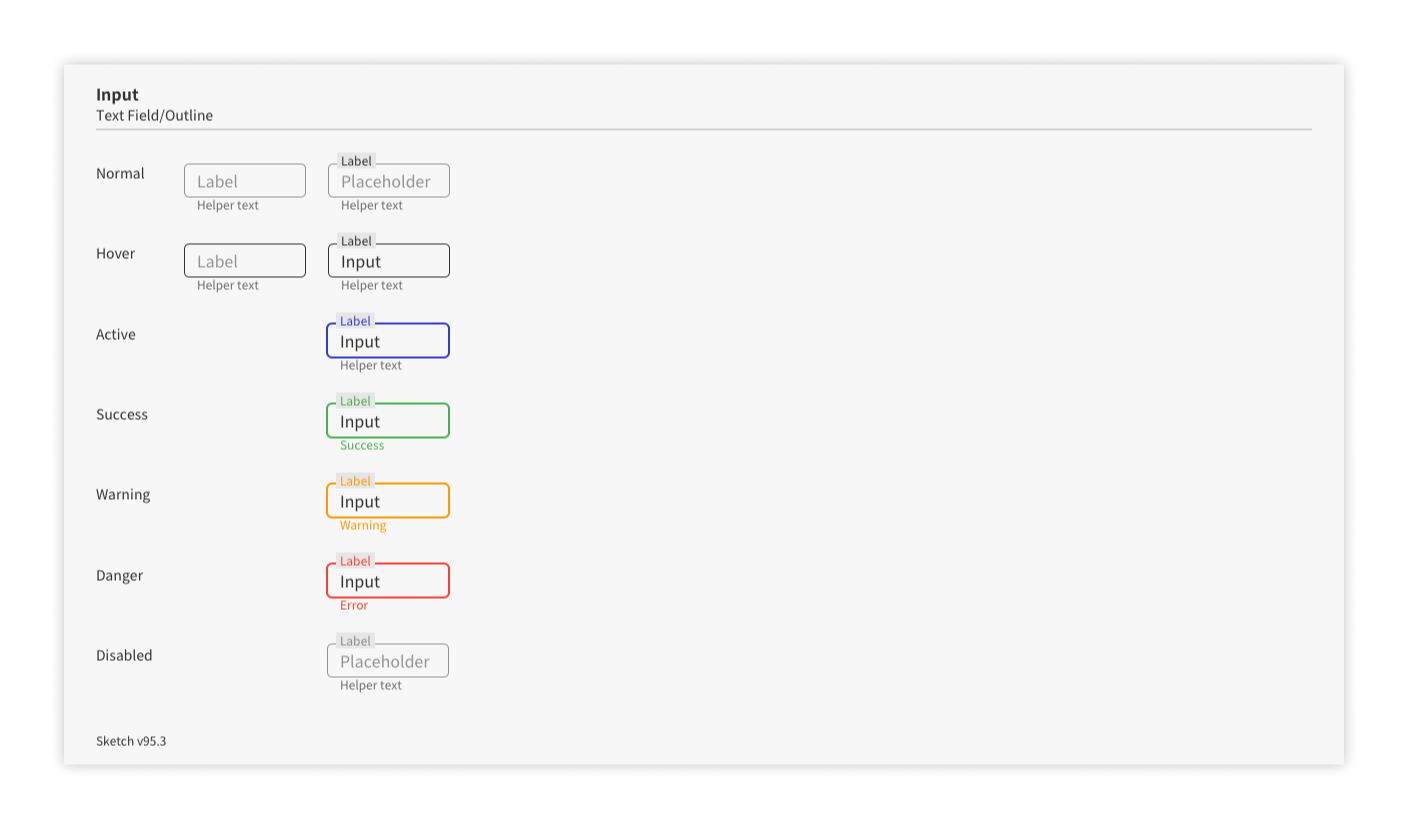 Input
Text Field/Outline
Normal
Label
Helper text
Label
Placeholder
Helper text
Hover
Label
Helper text
Label
Input
Helper text
Active
Label
Input
Helper text
Success
Label
Input
Success
Warning
Label
Input
Warning
Danger
Label
Input
Error
Disabled
Label
Placeholder
Helper text
Sketch v95.3